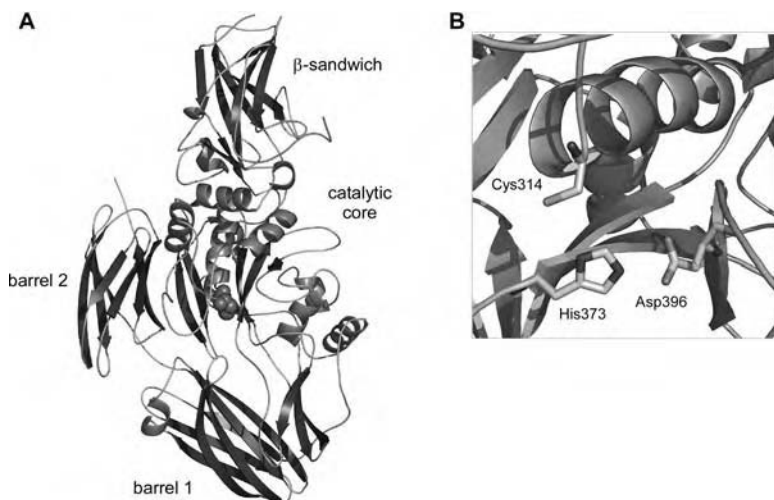 A
β-sandwich
catalytic
core
barrel 2
barrel 1
B
Cys314
His373
Asp396